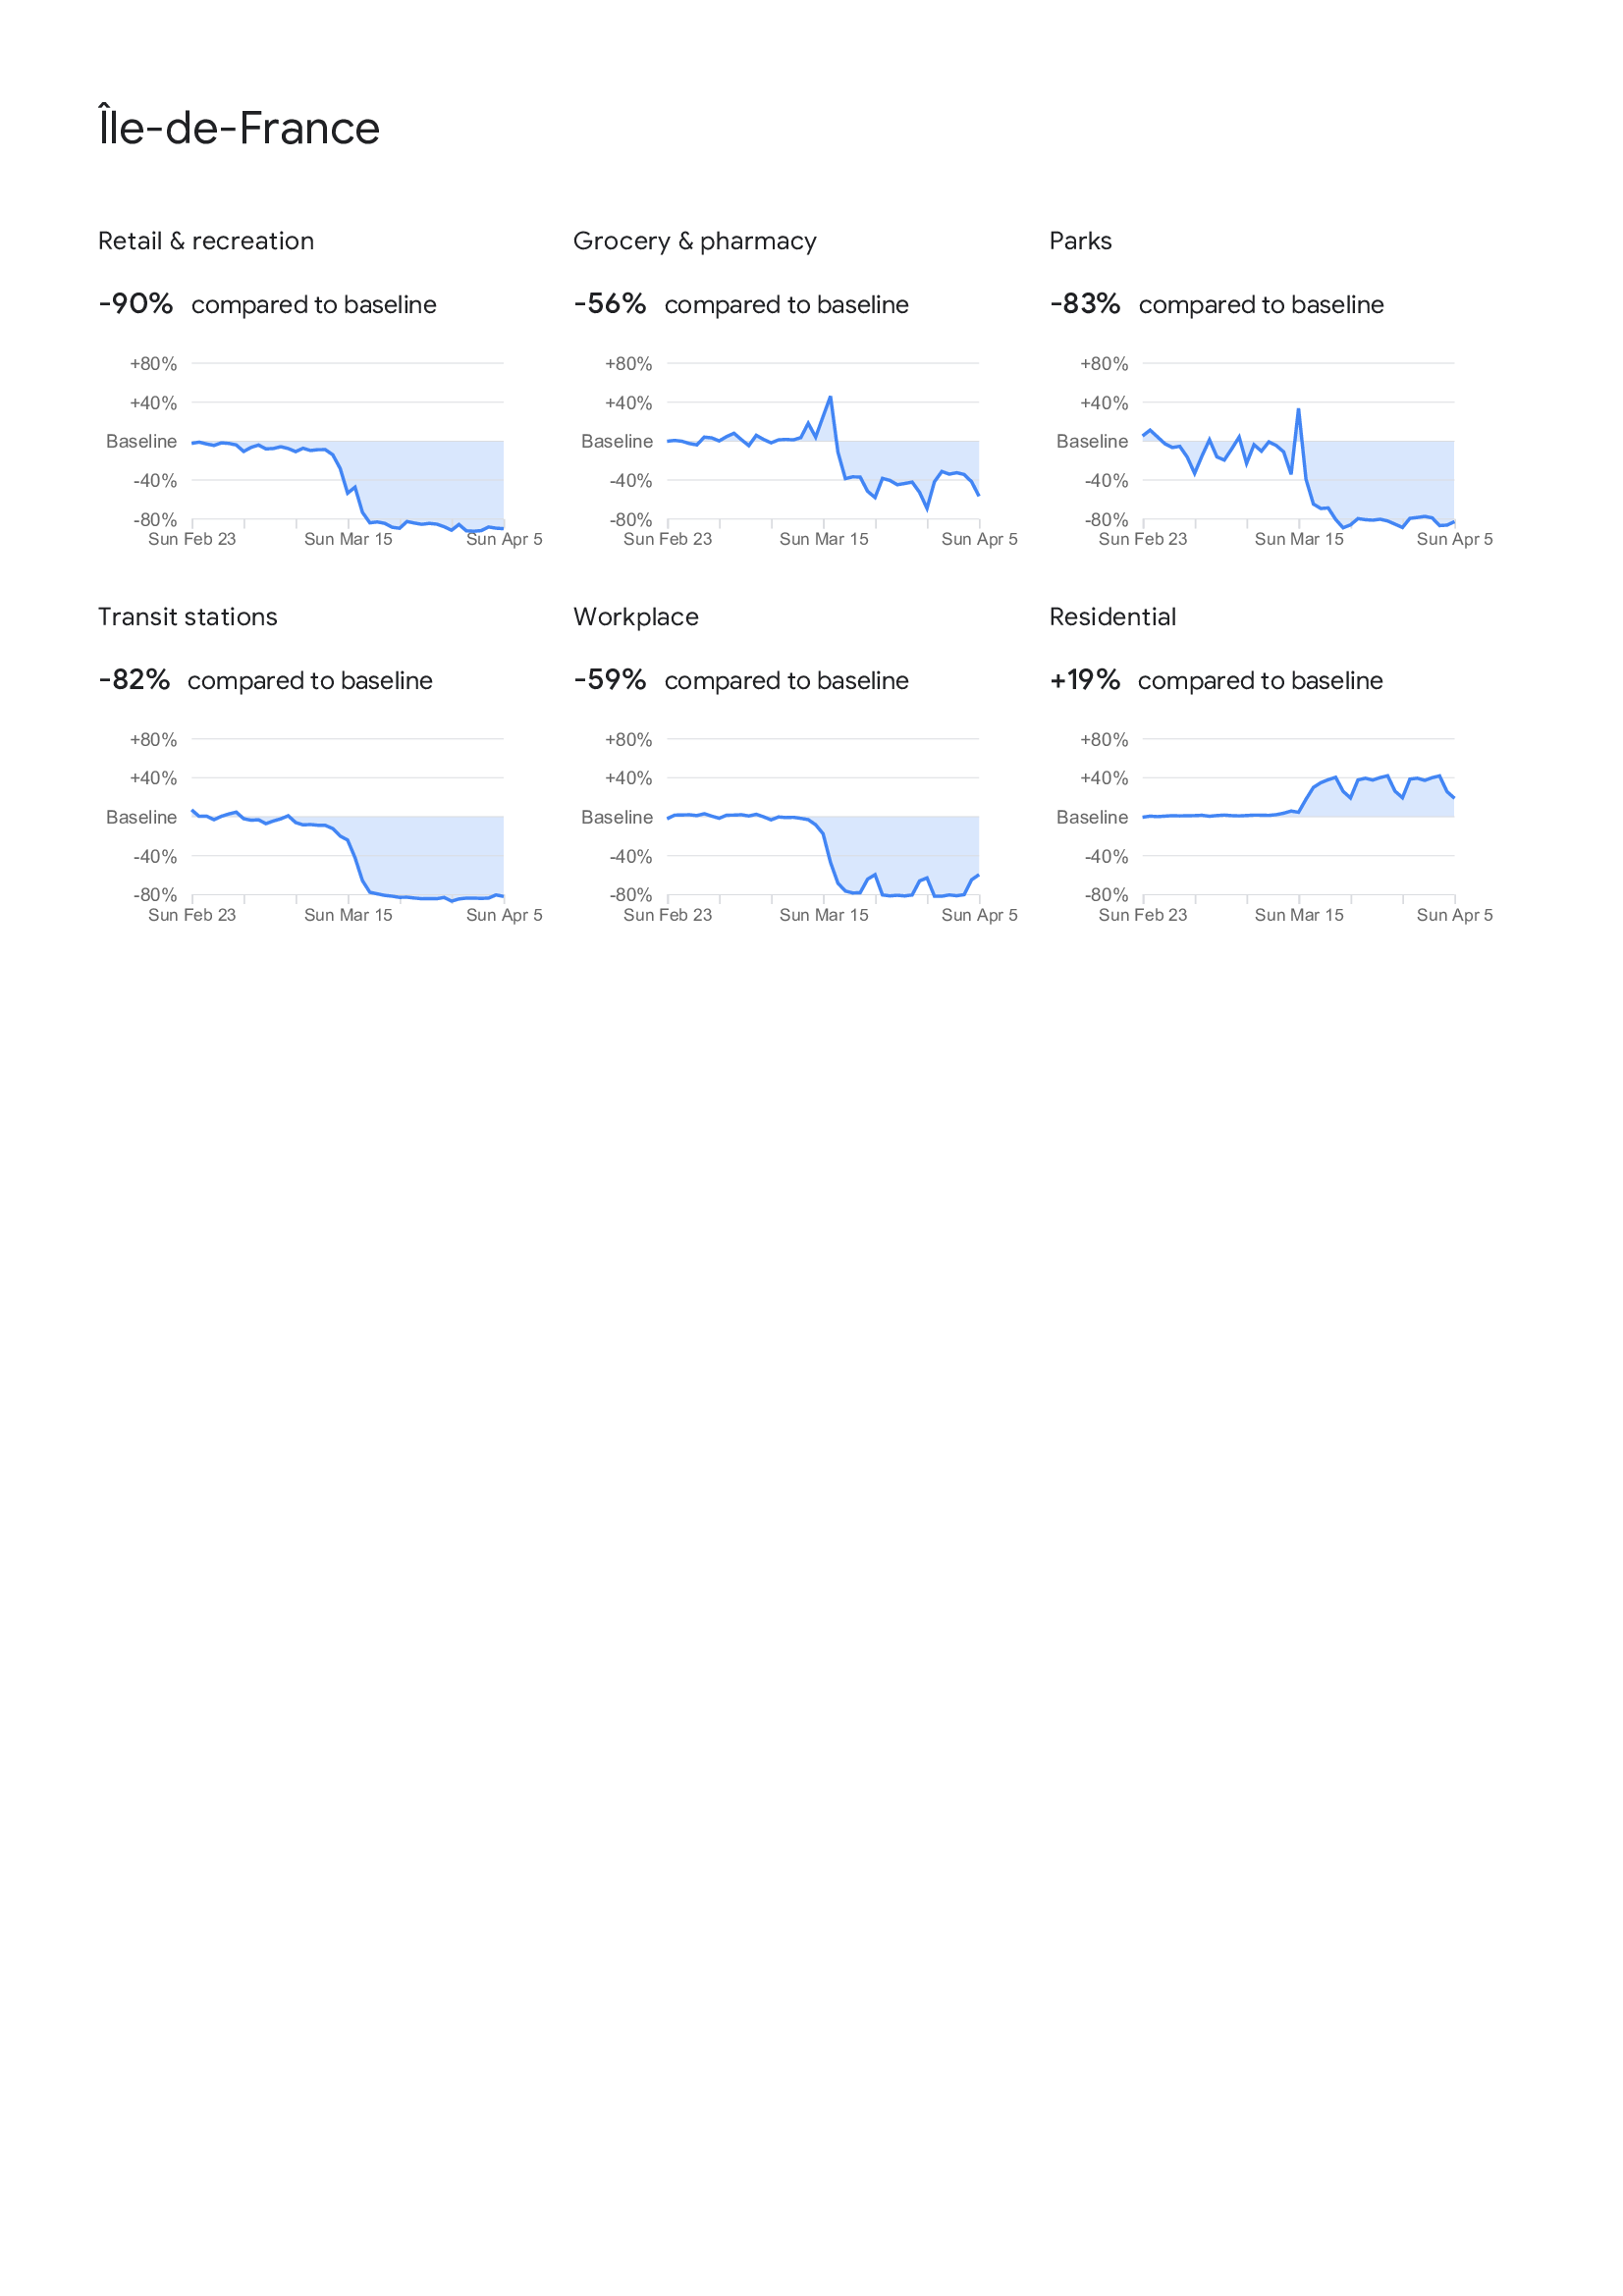 Île-de-France
Retail & recreation
-90% compared to baseline
+80%
+40%
Baseline
-40%
-80%
Sun Feb 23 Sun Mar 15 Sun Apr 5
Grocery & pharmacy
-56% compared to baseline
+80%
+40%
Baseline
-40%
-80%
Sun Feb 23 Sun Mar 15 Sun Apr 5
Parks
-83% compared to baseline
+80%
+40%
Baseline
-40%
-80%
Sun Feb 23 Sun Mar 15 Sun Apr 5
Transit stations
-82% compared to baseline
+80%
+40%
Baseline
-40%
-80%
Sun Feb 23 Sun Mar 15 Sun Apr 5
Workplace
-59% compared to baseline
+80%
+40%
Baseline
-40%
-80%
Sun Feb 23 Sun Mar 15 Sun Apr 5
Residential
+19% compared to baseline
+80%
+40%
Baseline
-40%
-80%
Sun Feb 23 Sun Mar 15 Sun Apr 5